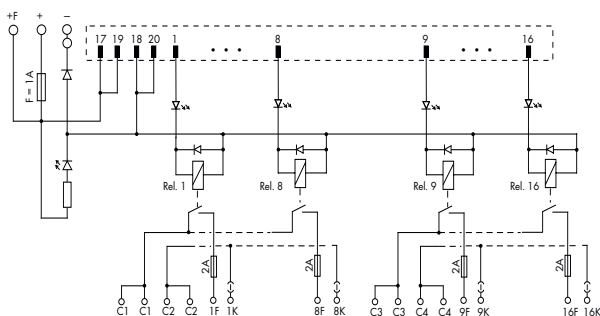 +F + −
17 19 18 20 1 • • • 8 9 • • • 16
F = 1A
Rel. 1 Rel. 8 Rel. 9 Rel. 16
2A 2A 2A 2A
C1 C1 C2 C2 1F 1K 8F 8K C3 C3 C4 C4 9F 9K 16F 16K